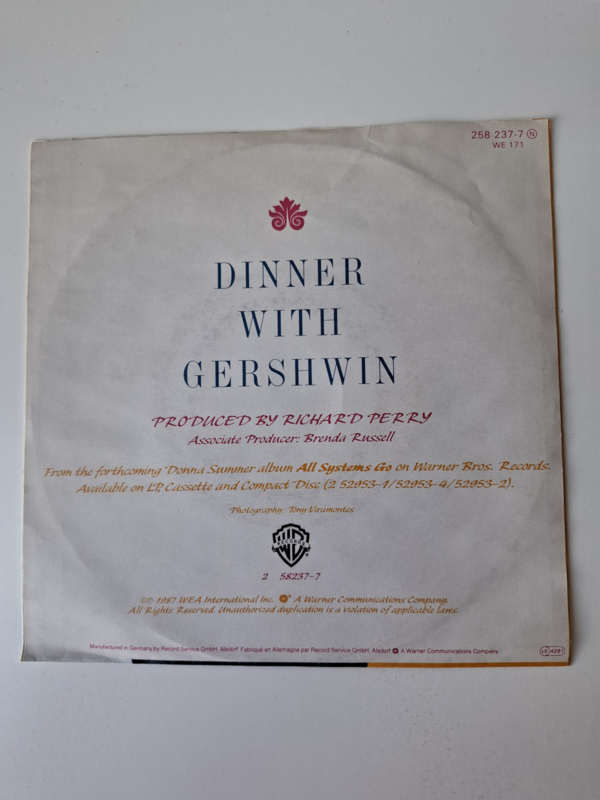 258 237-7 Ⓝ
WE 171
DINNER
WITH
GERSHWIN
PRODUCED BY RICHARD PERRY
Associate Producer: Brenda Russell
From the forthcoming Donna Summer album All Systems Go on Warner Bros. Records.
Available on LP, Cassette and Compact Disc (2 52953-1/52953-4/52953-2).
Photography: Tony Viramontes
WB
RECORDS
2 58237-7
℗© 1987 WEA International Inc. A Warner Communications Company.
All Rights Reserved. Unauthorized duplication is a violation of applicable laws.
Manufactured in Germany by Record Service GmbH, Alsdorf. Fabriqué en Allemagne par Record Service GmbH, Alsdorf A Warner Communications Company
LC 4281